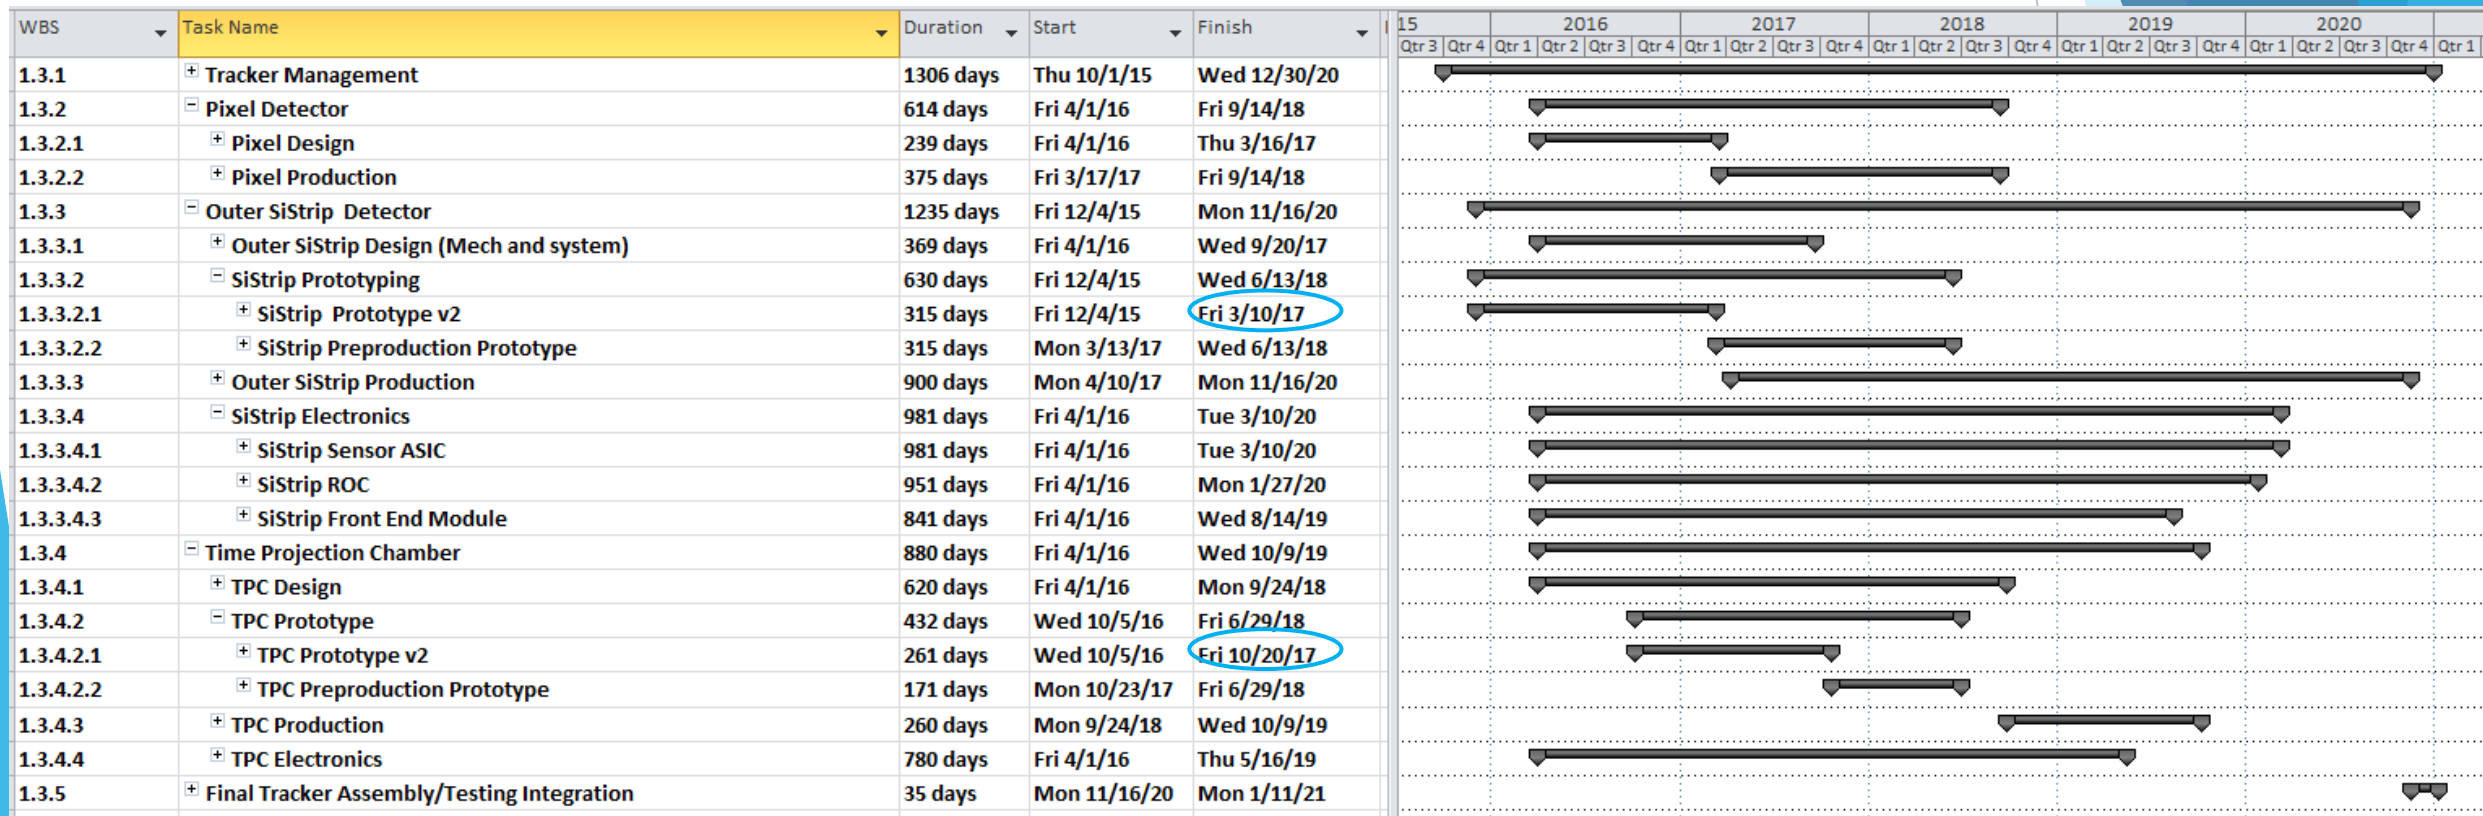 WBS Task Name Duration Start Finish 15 2016 2017 2018 2019 2020
Qtr 3 Qtr 4 Qtr 1 Qtr 2 Qtr 3 Qtr 4 Qtr 1 Qtr 2 Qtr 3 Qtr 4 Qtr 1 Qtr 2 Qtr 3 Qtr 4 Qtr 1 Qtr 2 Qtr 3 Qtr 4 Qtr 1 Qtr 2 Qtr 3 Qtr 4 Qtr 1
1.3.1 Tracker Management 1306 days Thu 10/1/15 Wed 12/30/20
1.3.2 Pixel Detector 614 days Fri 4/1/16 Fri 9/14/18
1.3.2.1 Pixel Design 239 days Fri 4/1/16 Thu 3/16/17
1.3.2.2 Pixel Production 375 days Fri 3/17/17 Fri 9/14/18
1.3.3 Outer SiStrip Detector 1235 days Fri 12/4/15 Mon 11/16/20
1.3.3.1 Outer SiStrip Design (Mech and system) 369 days Fri 4/1/16 Wed 9/20/17
1.3.3.2 SiStrip Prototyping 630 days Fri 12/4/15 Wed 6/13/18
1.3.3.2.1 SiStrip Prototype v2 315 days Fri 12/4/15 Fri 3/10/17
1.3.3.2.2 SiStrip Preproduction Prototype 315 days Mon 3/13/17 Wed 6/13/18
1.3.3.3 Outer SiStrip Production 900 days Mon 4/10/17 Mon 11/16/20
1.3.3.4 SiStrip Electronics 981 days Fri 4/1/16 Tue 3/10/20
1.3.3.4.1 SiStrip Sensor ASIC 981 days Fri 4/1/16 Tue 3/10/20
1.3.3.4.2 SiStrip ROC 951 days Fri 4/1/16 Mon 1/27/20
1.3.3.4.3 SiStrip Front End Module 841 days Fri 4/1/16 Wed 8/14/19
1.3.4 Time Projection Chamber 880 days Fri 4/1/16 Wed 10/9/19
1.3.4.1 TPC Design 620 days Fri 4/1/16 Mon 9/24/18
1.3.4.2 TPC Prototype 432 days Wed 10/5/16 Fri 6/29/18
1.3.4.2.1 TPC Prototype v2 261 days Wed 10/5/16 Fri 10/20/17
1.3.4.2.2 TPC Preproduction Prototype 171 days Mon 10/23/17 Fri 6/29/18
1.3.4.3 TPC Production 260 days Mon 9/24/18 Wed 10/9/19
1.3.4.4 TPC Electronics 780 days Fri 4/1/16 Thu 5/16/19
1.3.5 Final Tracker Assembly/Testing Integration 35 days Mon 11/16/20 Mon 1/11/21